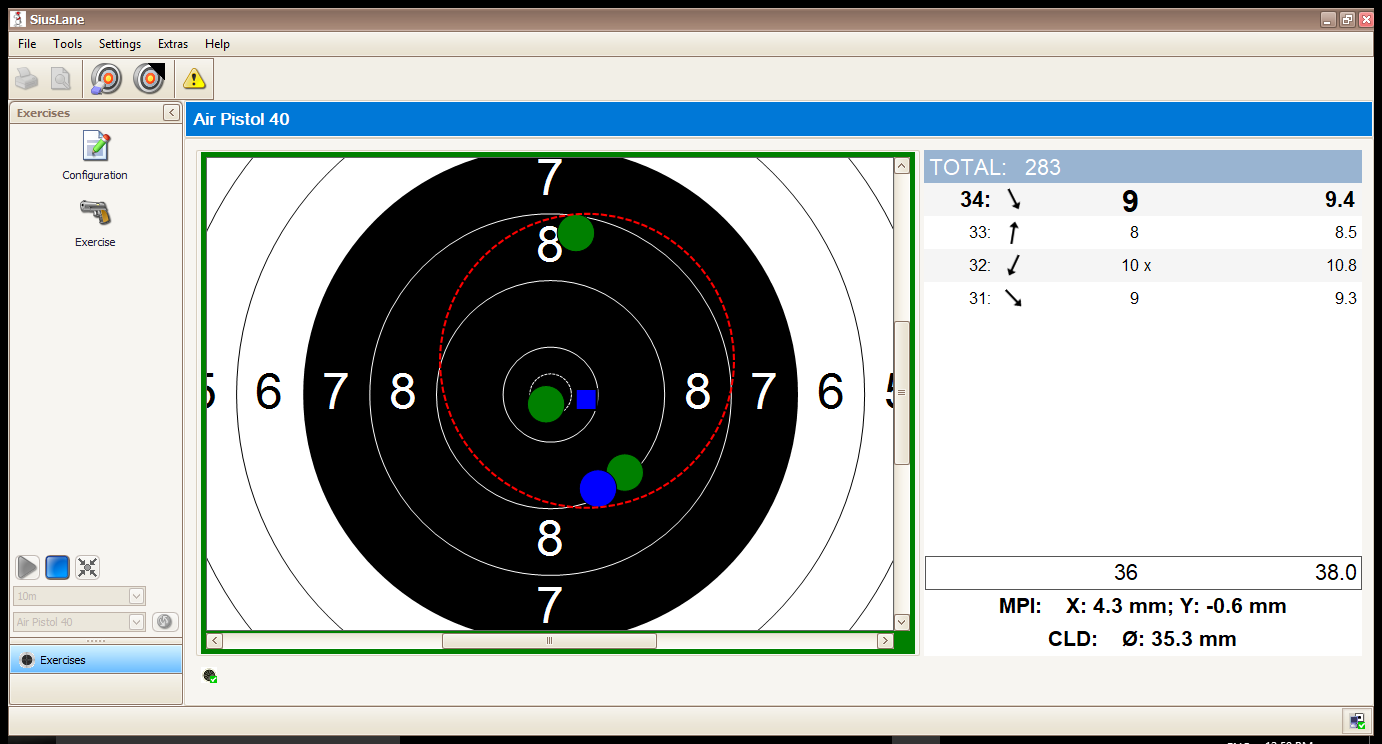 SiusLane
File Tools Settings Extras Help
Exercises
Configuration
Exercise
10m
Air Pistol 40
Exercises
Air Pistol 40
7
8
6 7 8 8 7 6
8
7
TOTAL: 283
34: 9 9.4
33: 8 8.5
32: 10 x 10.8
31: 9 9.3
36 38.0
MPI: X: 4.3 mm; Y: -0.6 mm
CLD: Ø: 35.3 mm